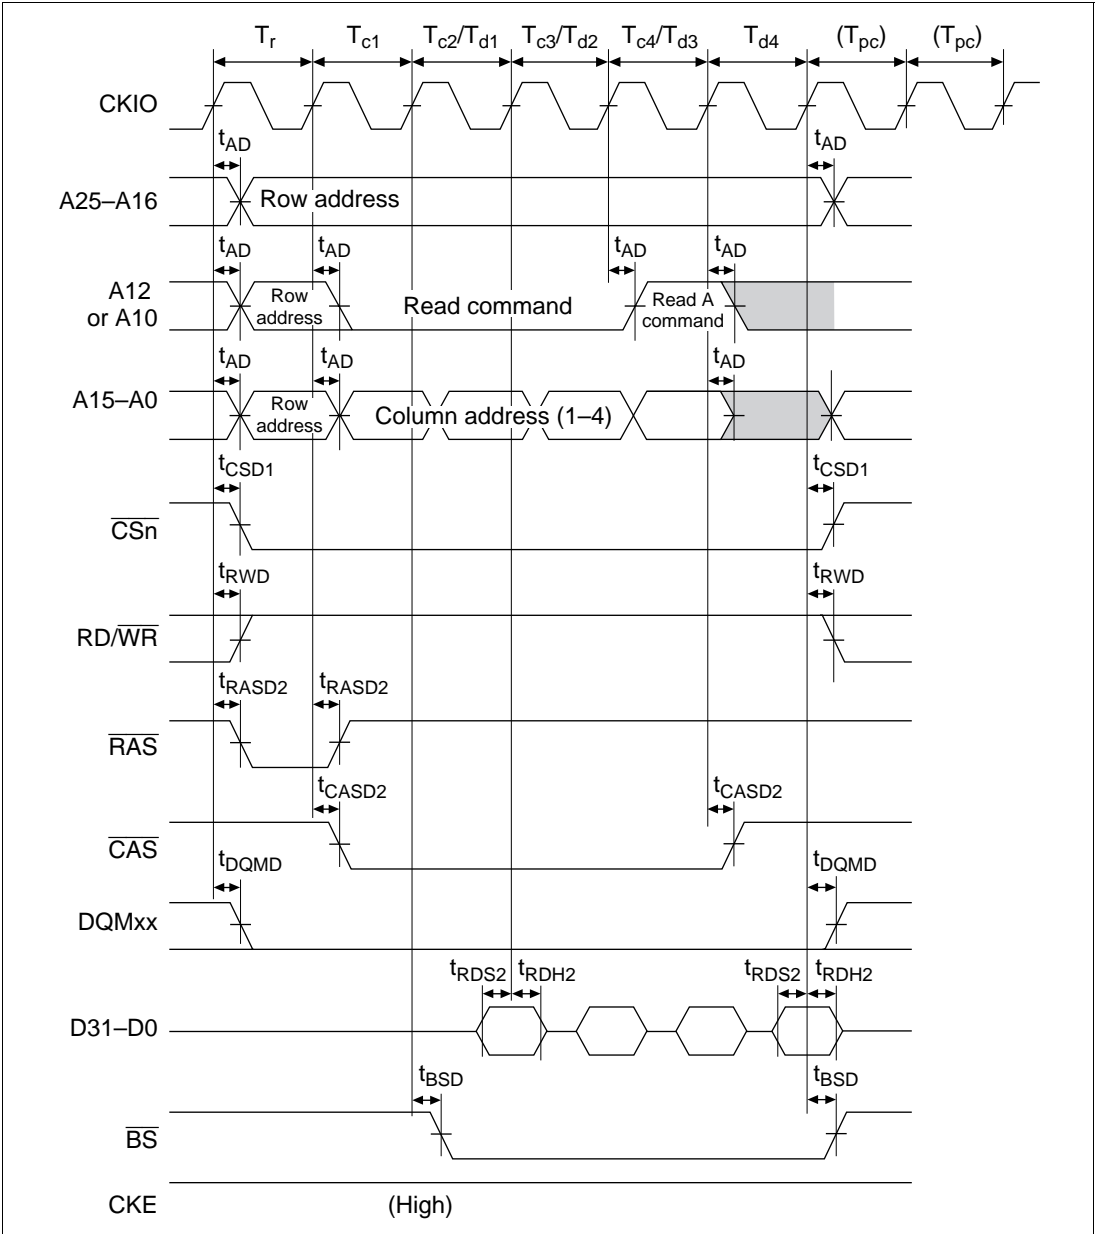 Tr Tc1 Tc2/Td1 Tc3/Td2 Tc4/Td3 Td4 (Tpc) (Tpc)
CKIO
tAD tAD
A25–A16 Row address
tAD tAD tAD tAD
A12 or A10 Row address Read command Read A command
tAD tAD tAD
A15–A0 Row address Column address (1–4)
tCSD1 tCSD1
CSn
tRWD tRWD
RD/WR
tRASD2 tRASD2
RAS
tCASD2 tCASD2
CAS
tDQMD tDQMD
DQMxx
tRDS2 tRDH2 tRDS2 tRDH2
D31–D0
tBSD tBSD
BS
CKE (High)